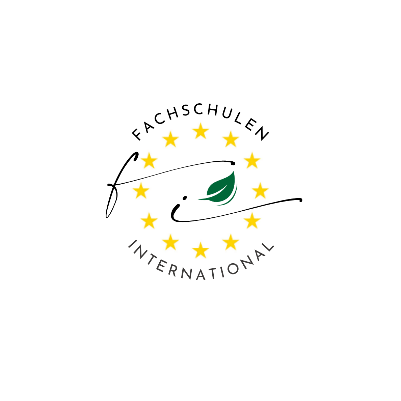 FACHSCHULEN
f i
INTERNATIONAL